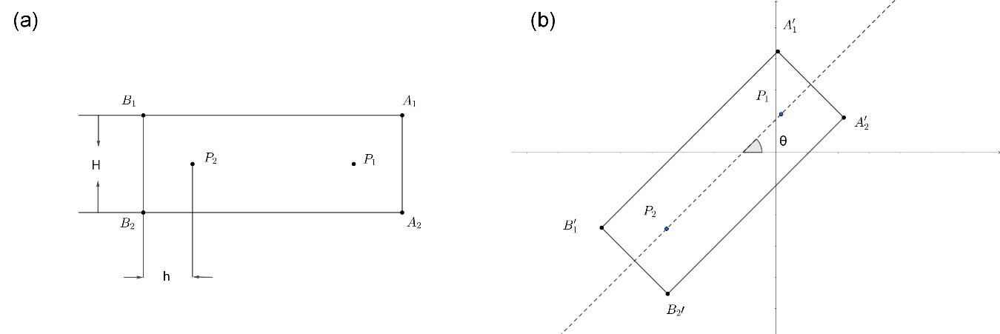 (a)
(b)
A′₁
B₁
A₁
P₁
A′₂
θ
H
P₂
P₁
P₂
B₂
A₂
B′₁
h
B₂′